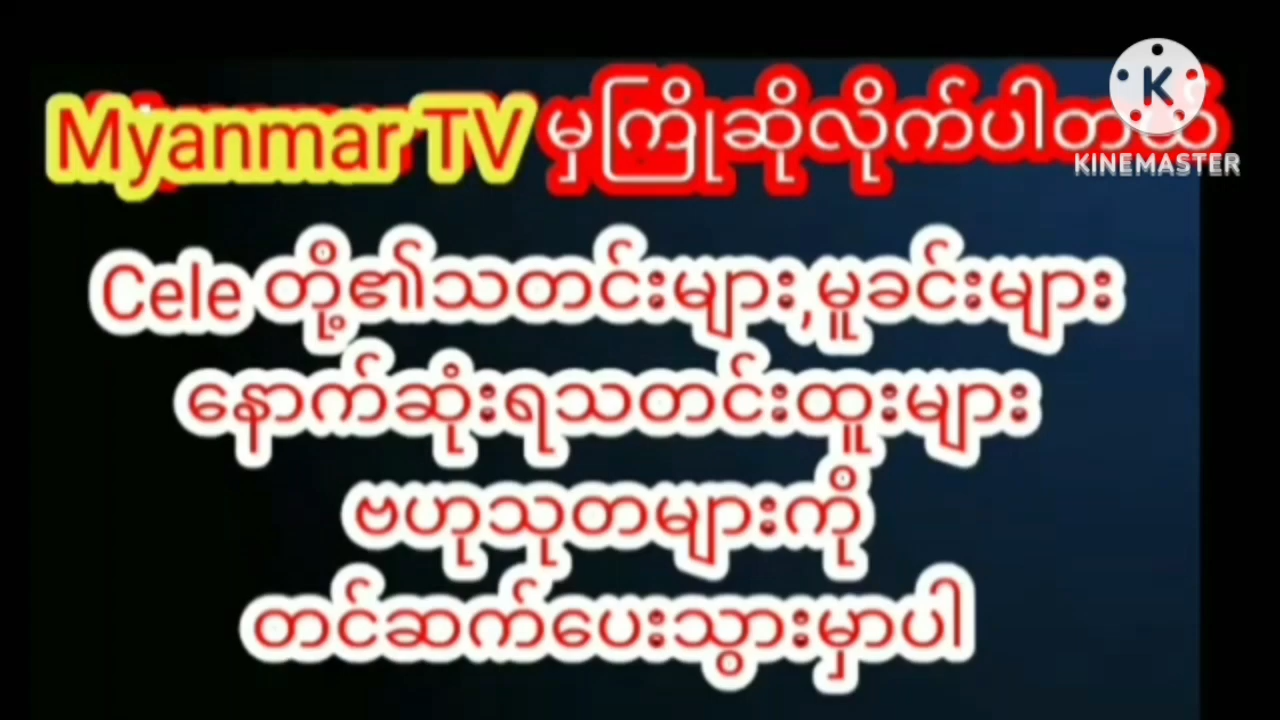 Myanmar TV မှကြိုဆိုလိုက်ပါတယ်
K
KINEMASTER
Cele တို့၏သတင်းများ,မူခင်းများ
နောက်ဆုံးရသတင်းထူးများ
ဗဟုသုတများကို
တင်ဆက်ပေးသွားမှာပါ